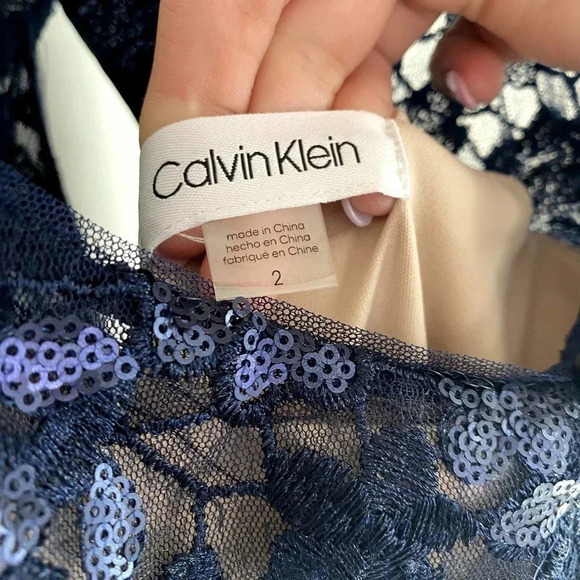 Calvin Klein
made in China
hecho en China
fabriqué en Chine
2